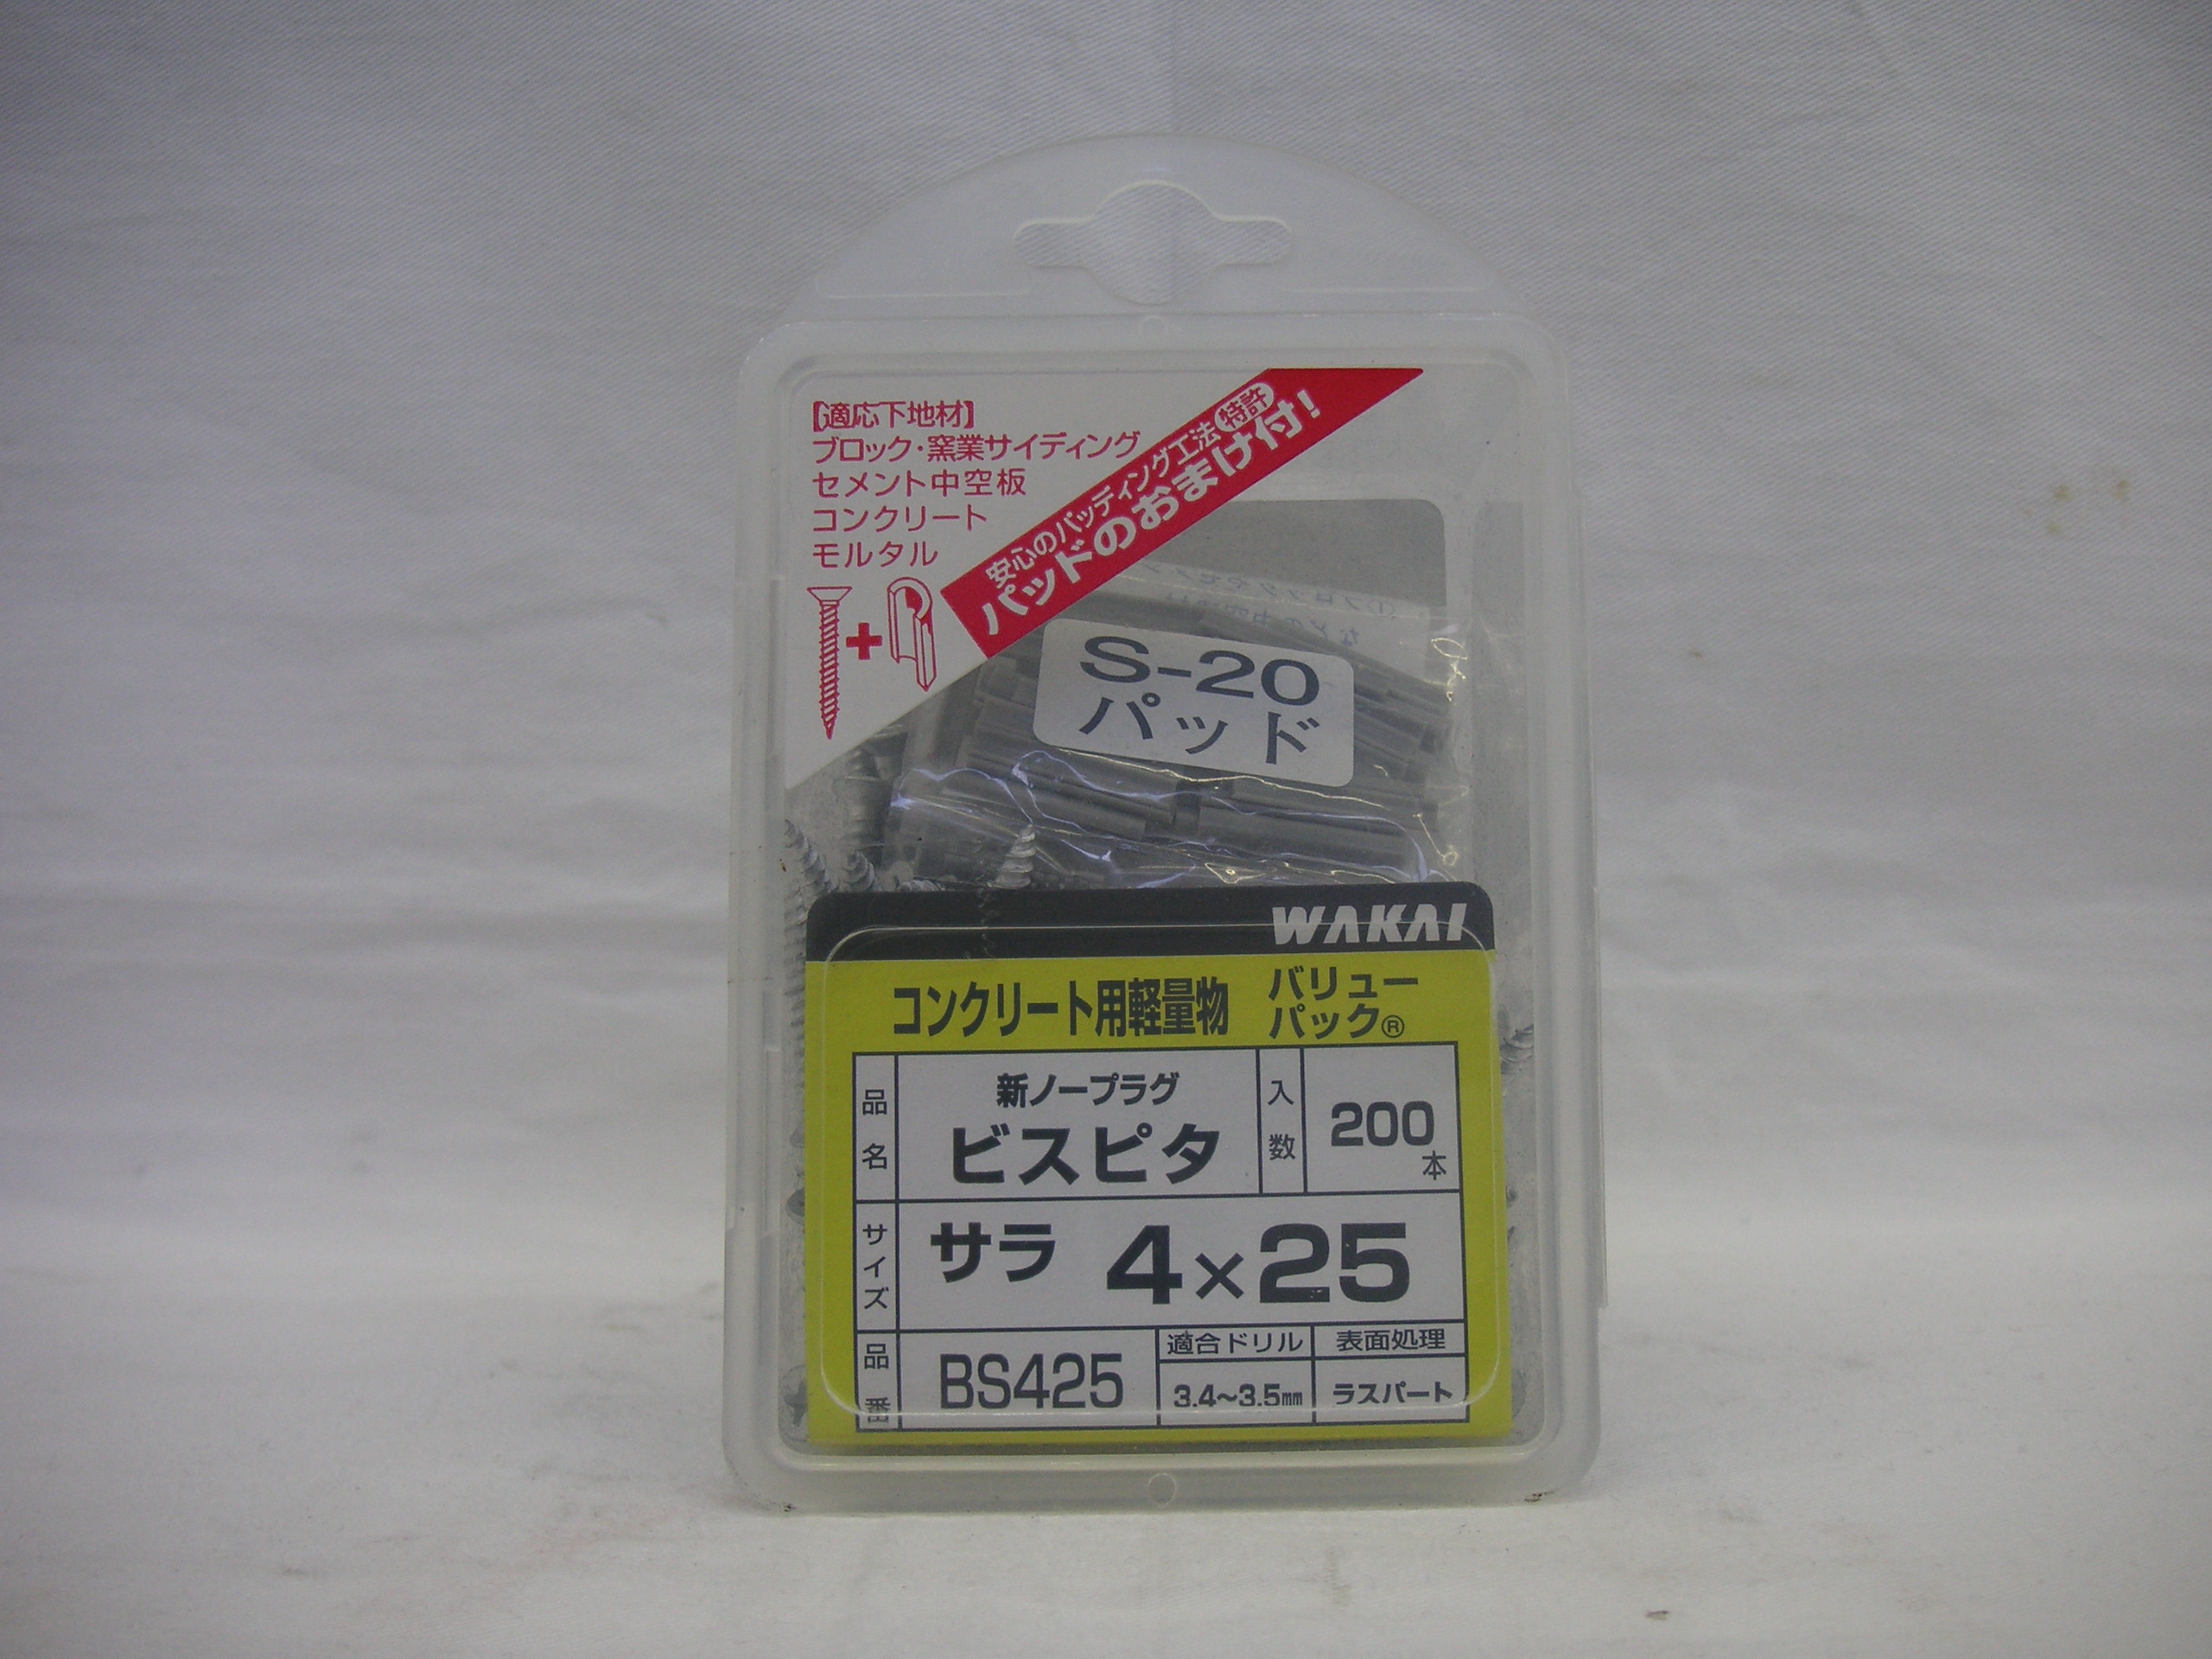 【適応下地材】
ブロック・窯業サイディング
セメント中空板
コンクリート
モルタル
安心のパッディング工法 特許
パッドのおまけ付!
S-20
パッド
WAKAI
コンクリート用軽量物
バリュー
パック®
品名
新ノープラグ
ビスピタ
入数
200本
サイズ
サラ 4×25
品番
BS425
適合ドリル
3.4〜3.5㎜
表面処理
ラスパート